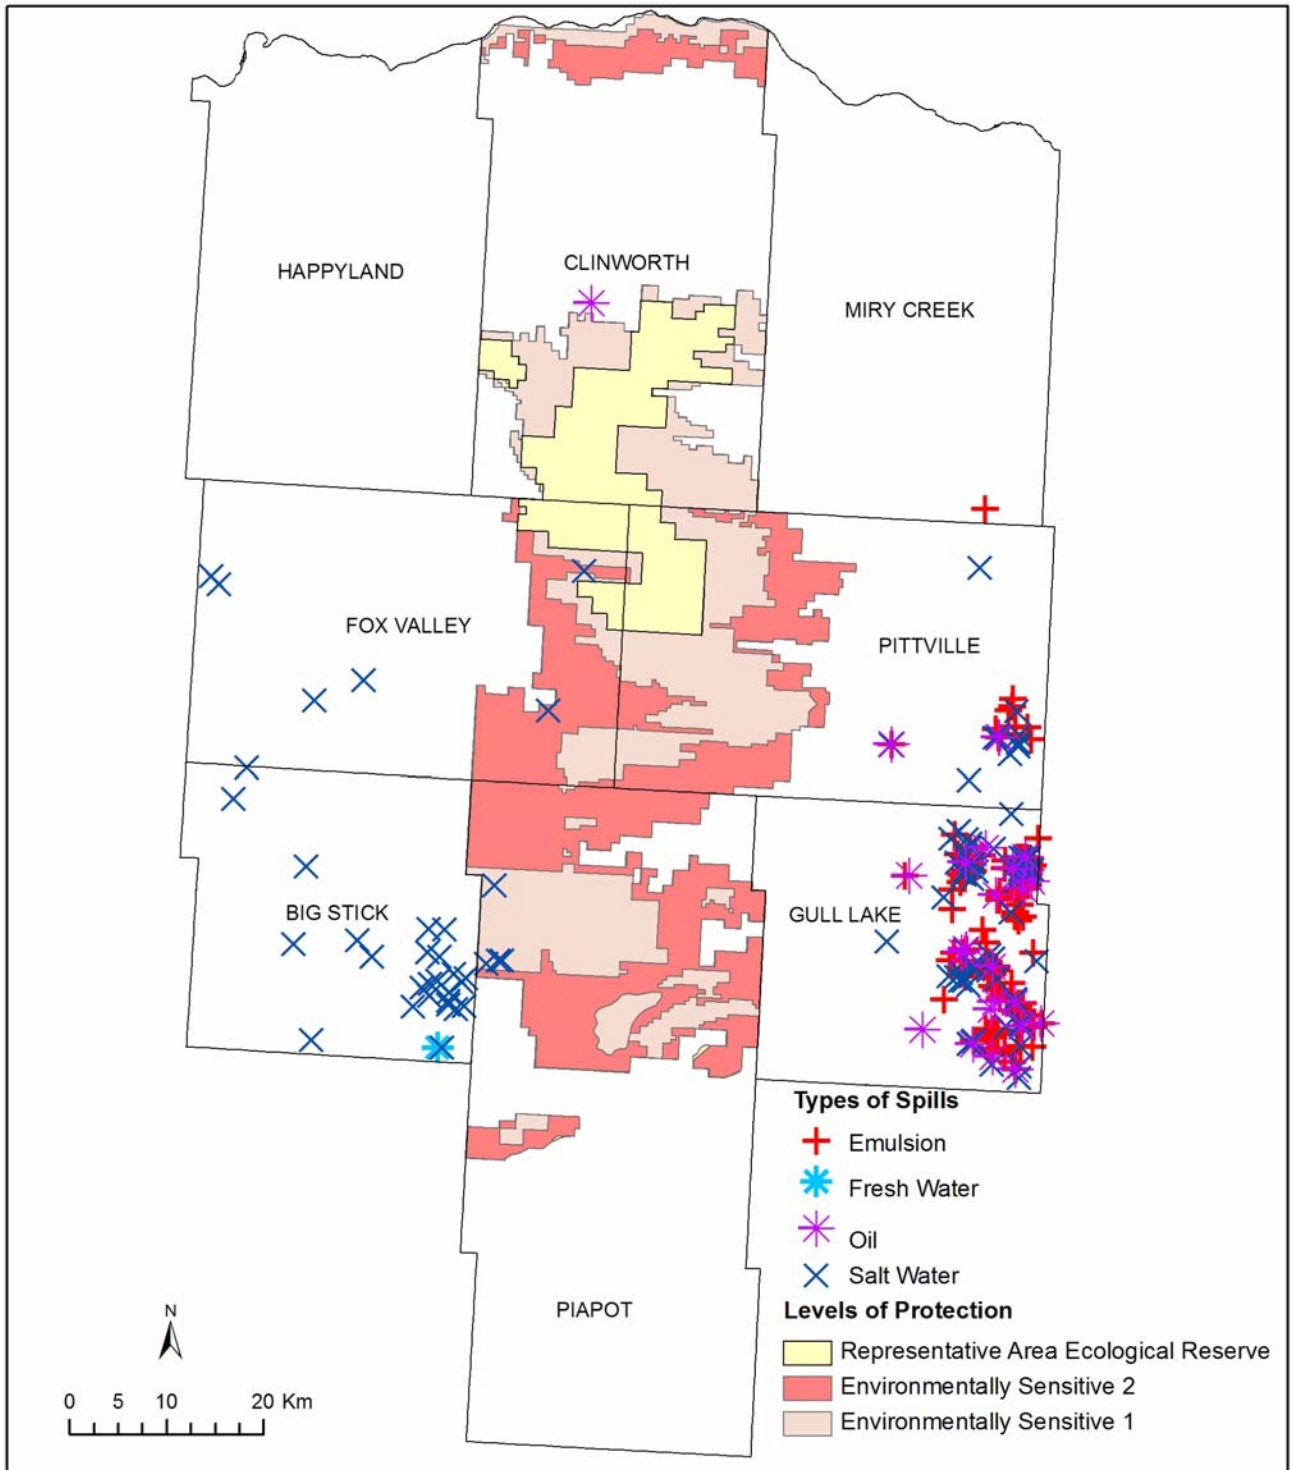 HAPPYLAND
CLINWORTH
MIRY CREEK
FOX VALLEY
PITTVILLE
BIG STICK
GULL LAKE
PIAPOT
Types of Spills
Emulsion
Fresh Water
Oil
Salt Water
Levels of Protection
Representative Area Ecological Reserve
Environmentally Sensitive 2
Environmentally Sensitive 1
N
0 5 10 20 Km